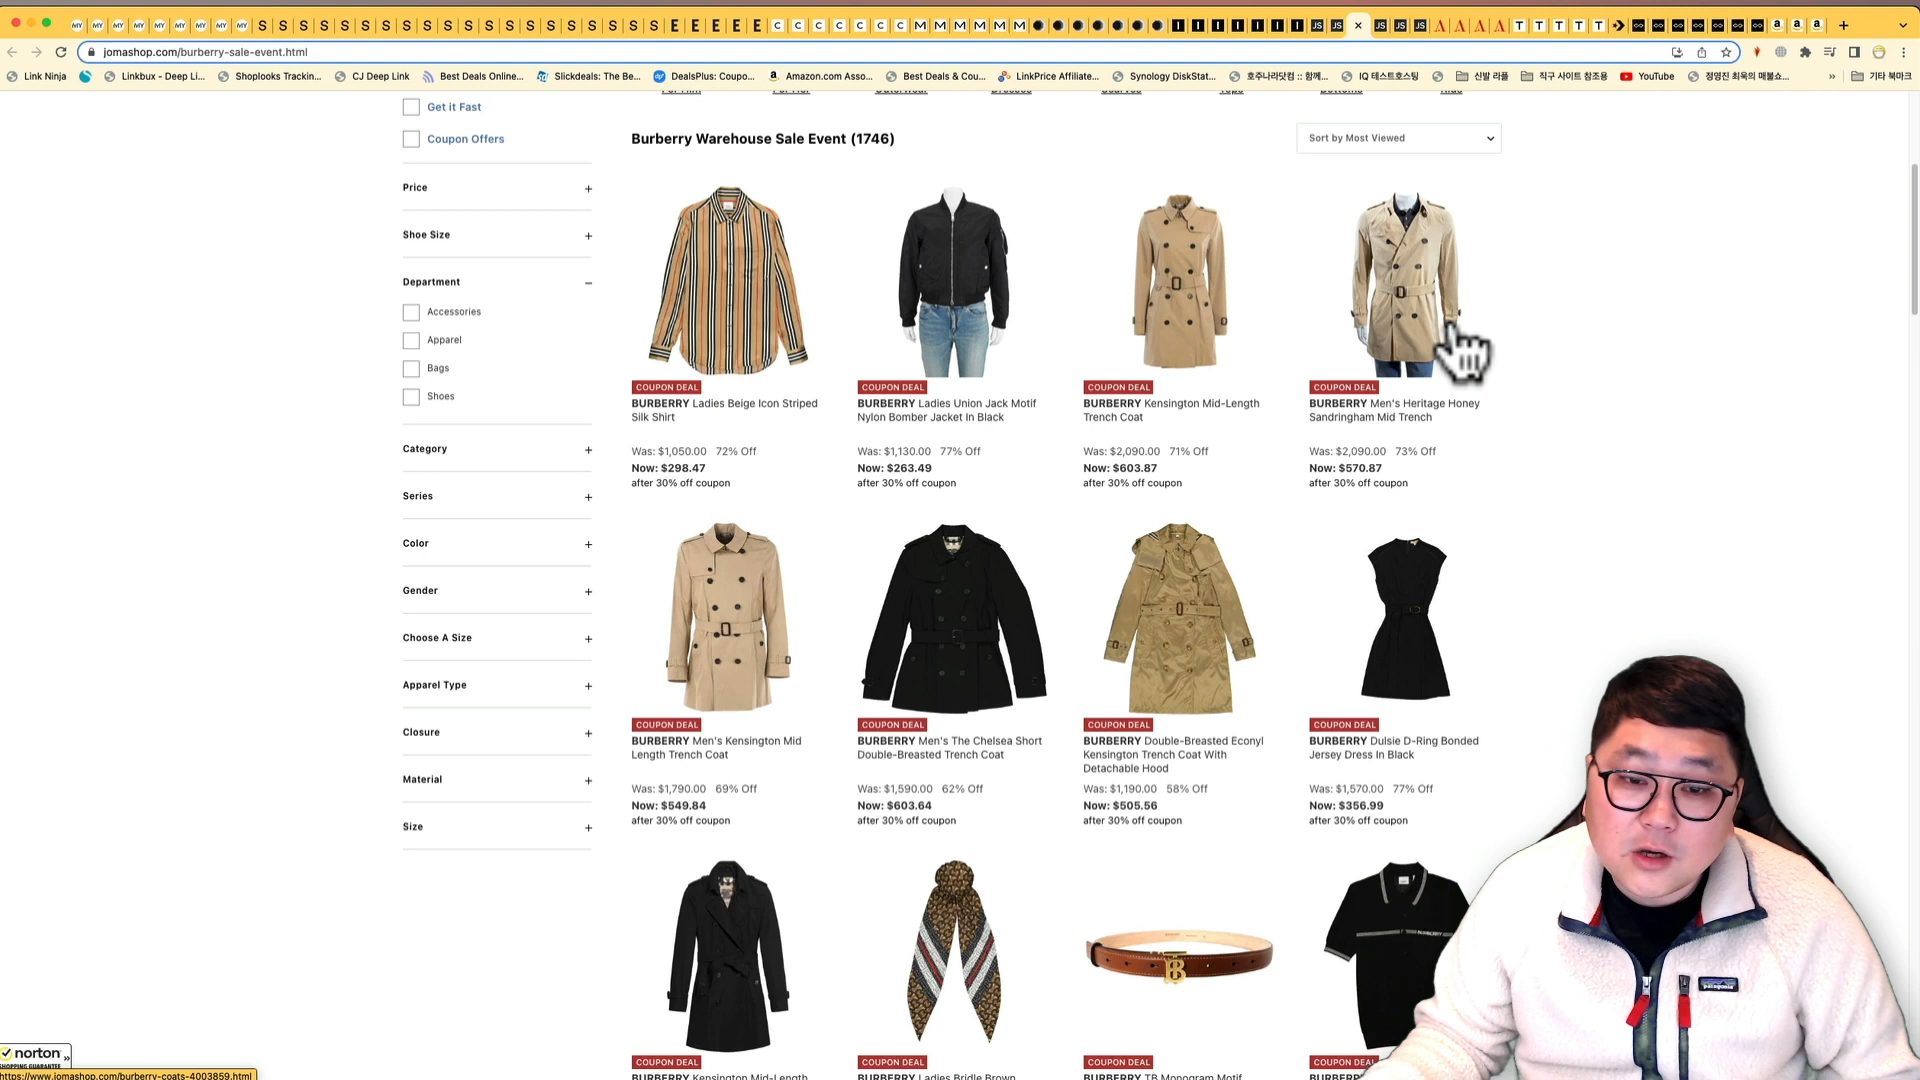 MY MY MY MY MY MY MY MY MY S S S S S S S S S S S S S S S S S S S S E E E E E C C C C C C C M M M M M M I I I I I I I JS JS × JS JS JS A A A A T T T T T a a a +
jomashop.com/burberry-sale-event.html
Link Ninja
Linkbux - Deep Li...
Shoplooks Trackin...
CJ Deep Link
Best Deals Online...
Slickdeals: The Be...
DealsPlus: Coupo...
Amazon.com Asso...
Best Deals & Cou...
LinkPrice Affiliate...
Synology DiskStat...
호주나라닷컴 :: 함께...
IQ 테스트호스팅
신발 라플
직구 사이트 참조용
YouTube
정영진 최욱의 매불쇼...
»
기타 북마크
Get it Fast
Coupon Offers
Price +
Shoe Size +
Department −
Accessories
Apparel
Bags
Shoes
Category +
Series +
Color +
Gender +
Choose A Size +
Apparel Type +
Closure +
Material +
Size +
Burberry Warehouse Sale Event (1746)
Sort by Most Viewed
COUPON DEAL
BURBERRY Ladies Beige Icon Striped
Silk Shirt
Was: $1,050.00 72% Off
Now: $298.47
after 30% off coupon
COUPON DEAL
BURBERRY Ladies Union Jack Motif
Nylon Bomber Jacket In Black
Was: $1,130.00 77% Off
Now: $263.49
after 30% off coupon
COUPON DEAL
BURBERRY Kensington Mid-Length
Trench Coat
Was: $2,090.00 71% Off
Now: $603.87
after 30% off coupon
COUPON DEAL
BURBERRY Men's Heritage Honey
Sandringham Mid Trench
Was: $2,090.00 73% Off
Now: $570.87
after 30% off coupon
COUPON DEAL
BURBERRY Men's Kensington Mid
Length Trench Coat
Was: $1,790.00 69% Off
Now: $549.84
after 30% off coupon
COUPON DEAL
BURBERRY Men's The Chelsea Short
Double-Breasted Trench Coat
Was: $1,590.00 62% Off
Now: $603.64
after 30% off coupon
COUPON DEAL
BURBERRY Double-Breasted Econyl
Kensington Trench Coat With
Detachable Hood
Was: $1,190.00 58% Off
Now: $505.56
after 30% off coupon
COUPON DEAL
BURBERRY Dulsie D-Ring Bonded
Jersey Dress In Black
Was: $1,570.00 77% Off
Now: $356.99
after 30% off coupon
COUPON DEAL
BURBERRY Kensington Mid-Length
COUPON DEAL
BURBERRY Ladies Bridle Brown
COUPON DEAL
BURBERRY TB Monogram Motif
COUPON DEAL
patagonia
norton »
SHOPPING GUARANTEE
https://www.jomashop.com/burberry-coats-4003859.html